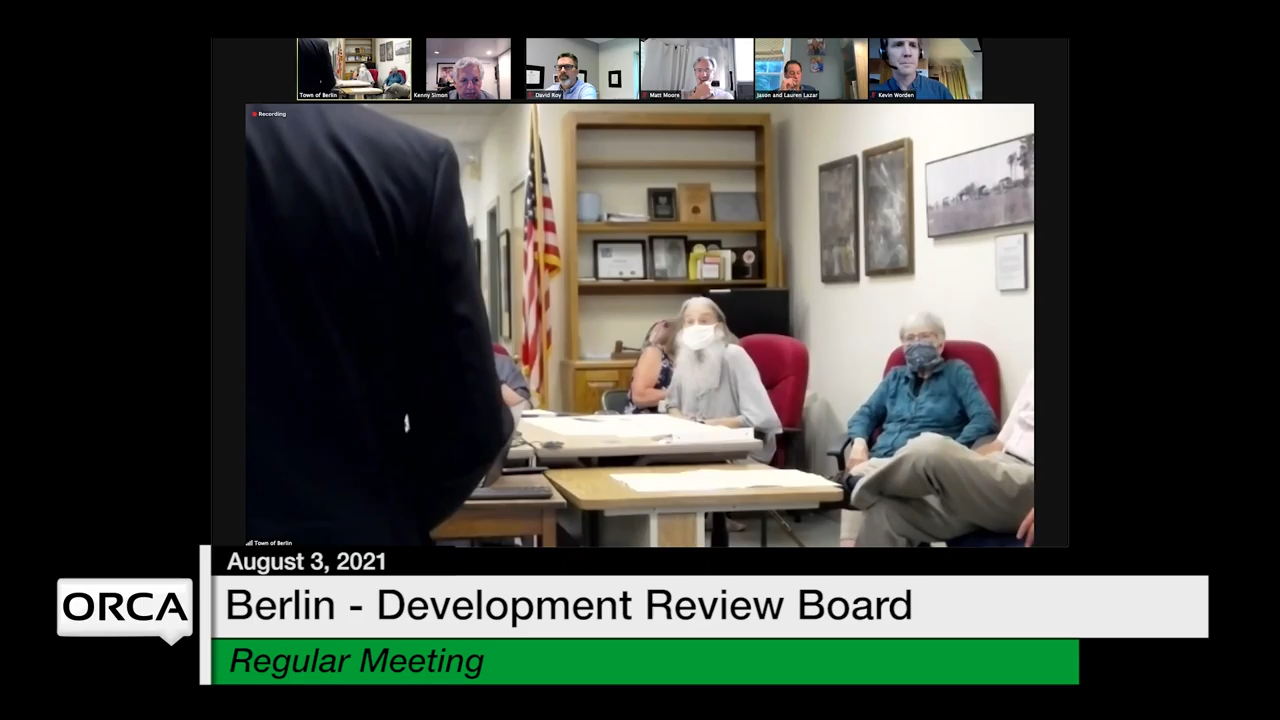 Town of Berlin
Kenny Simon
David Roy
Matt Moore
Jason and Lauren Lazar
Kevin Worden
Recording
Town of Berlin
August 3, 2021
ORCA
Berlin - Development Review Board
Regular Meeting